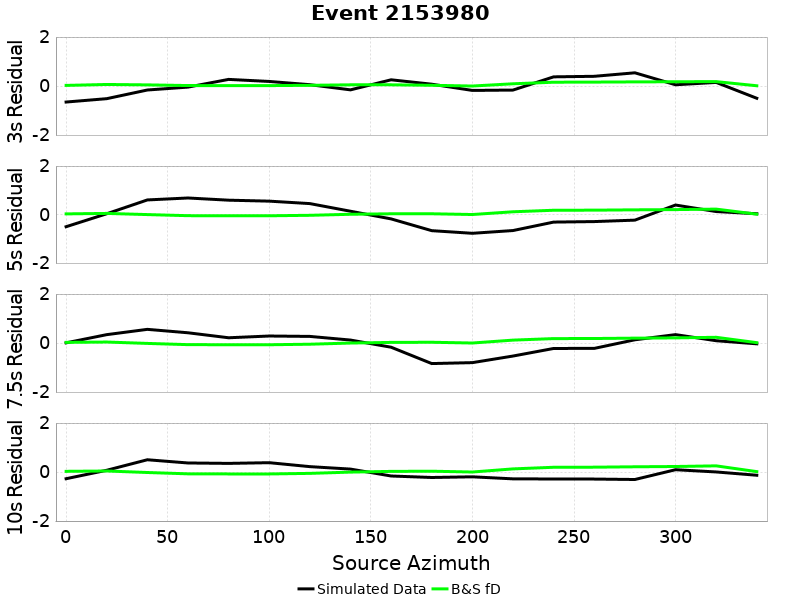 Event 2153980
3s Residual
2
0
-2
5s Residual
2
0
-2
7.5s Residual
2
0
-2
10s Residual
2
0
-2
0 50 100 150 200 250 300
Source Azimuth
Simulated Data B&S fD